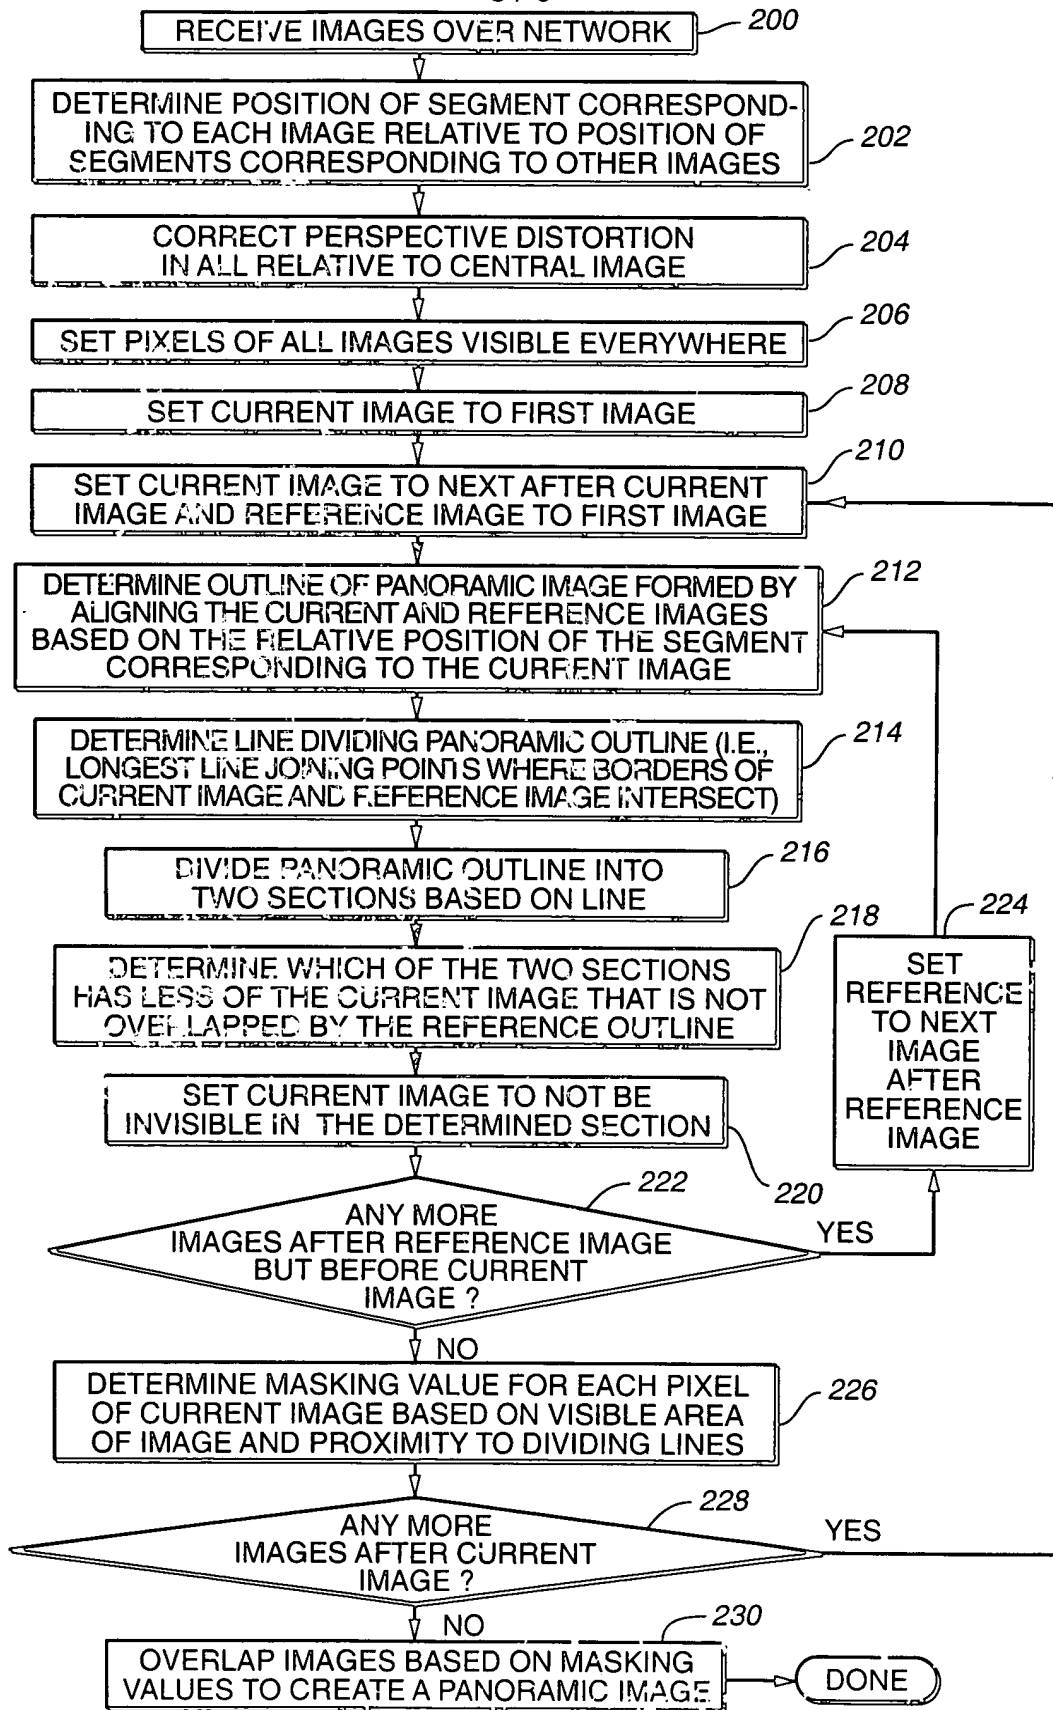 RECEIVE IMAGES OVER NETWORK
200
DETERMINE POSITION OF SEGMENT CORRESPOND-
ING TO EACH IMAGE RELATIVE TO POSITION OF
SEGMENTS CORRESPONDING TO OTHER IMAGES
202
CORRECT PERSPECTIVE DISTORTION
IN ALL RELATIVE TO CENTRAL IMAGE
204
SET PIXELS OF ALL IMAGES VISIBLE EVERYWHERE
206
SET CURRENT IMAGE TO FIRST IMAGE
208
SET CURRENT IMAGE TO NEXT AFTER CURRENT
IMAGE AND REFERENCE IMAGE TO FIRST IMAGE
210
DETERMINE OUTLINE OF PANORAMIC IMAGE FORMED BY
ALIGNING THE CURRENT AND REFERENCE IMAGES
BASED ON THE RELATIVE POSITION OF THE SEGMENT
CORRESPONDING TO THE CURRENT IMAGE
212
DETERMINE LINE DIVIDING PANORAMIC OUTLINE (I.E.,
LONGEST LINE JOINING POINTS WHERE BORDERS OF
CURRENT IMAGE AND REFERENCE IMAGE INTERSECT)
214
DIVIDE PANORAMIC OUTLINE INTO
TWO SECTIONS BASED ON LINE
216
DETERMINE WHICH OF THE TWO SECTIONS
HAS LESS OF THE CURRENT IMAGE THAT IS NOT
OVERLAPPED BY THE REFERENCE OUTLINE
218
SET CURRENT IMAGE TO NOT BE
INVISIBLE IN THE DETERMINED SECTION
220
ANY MORE
IMAGES AFTER REFERENCE IMAGE
BUT BEFORE CURRENT
IMAGE ?
222
YES
SET
REFERENCE
TO NEXT
IMAGE
AFTER
REFERENCE
IMAGE
224
NO
DETERMINE MASKING VALUE FOR EACH PIXEL
OF CURRENT IMAGE BASED ON VISIBLE AREA
OF IMAGE AND PROXIMITY TO DIVIDING LINES
226
ANY MORE
IMAGES AFTER CURRENT
IMAGE ?
228
YES
NO
OVERLAP IMAGES BASED ON MASKING
VALUES TO CREATE A PANORAMIC IMAGE
230
DONE